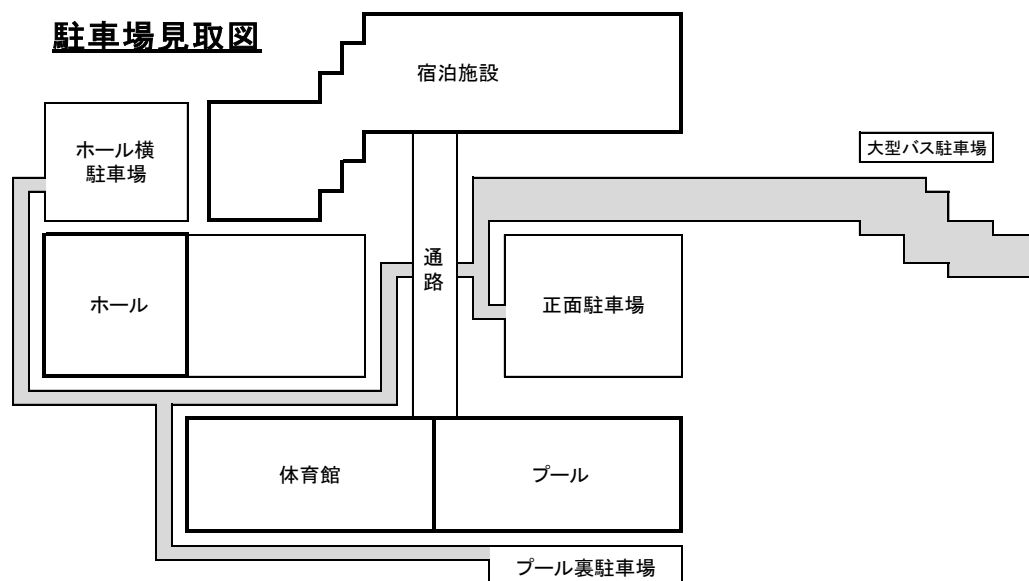 駐車場見取図
宿泊施設
ホール横
駐車場
大型バス駐車場
通
路
ホール
正面駐車場
体育館
プール
プール裏駐車場